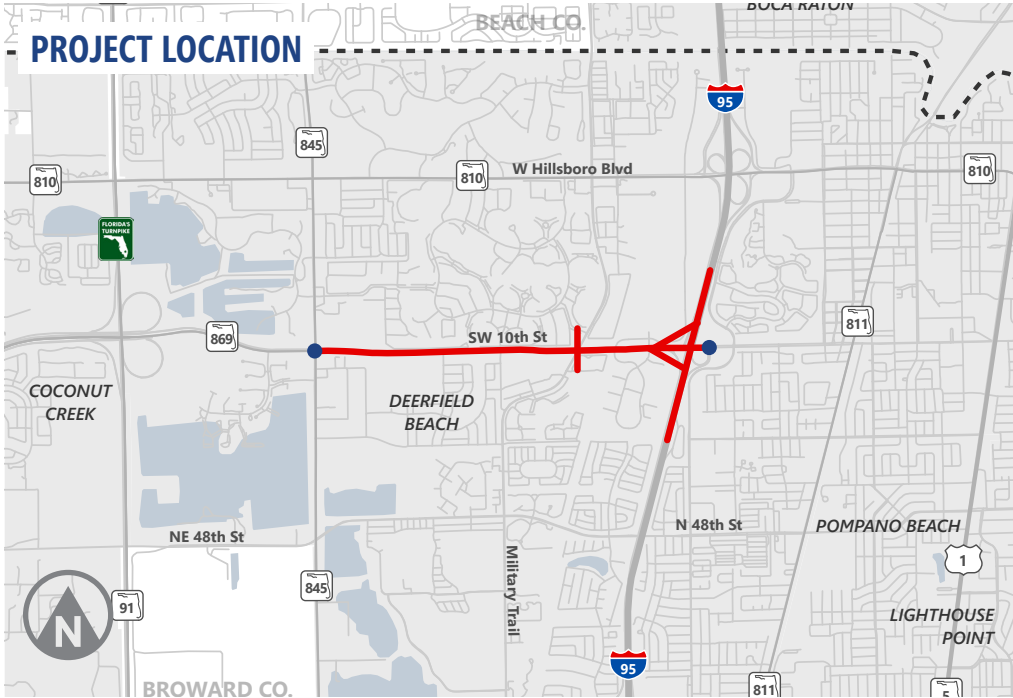 BOCA RATON
BEACH CO.
PROJECT LOCATION
95
845
810
810
W Hillsboro Blvd
810
FLORIDA'S
TURNPIKE
869
SW 10th St
811
COCONUT
CREEK
DEERFIELD
BEACH
NE 48th St
N 48th St
POMPANO BEACH
1
Military Trail
845
91
N
LIGHTHOUSE
POINT
95
BROWARD CO.
811
5